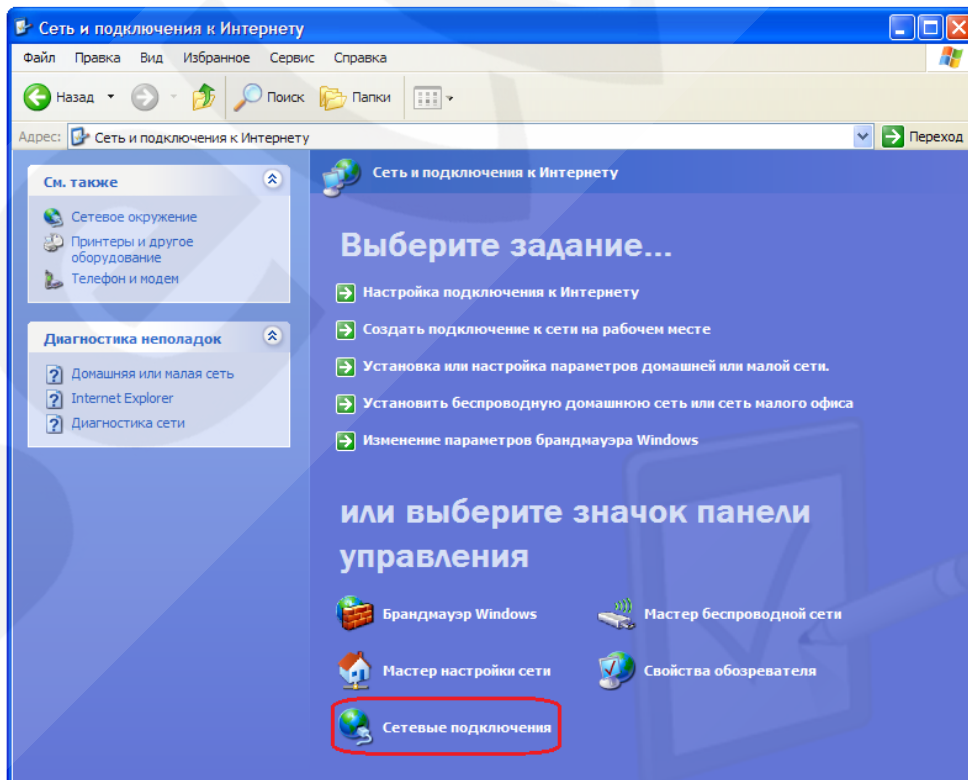 Сеть и подключения к Интернету
Файл Правка Вид Избранное Сервис Справка
Назад Поиск Папки
Адрес: Сеть и подключения к Интернету Переход
См. также
Сетевое окружение
Принтеры и другое
оборудование
Телефон и модем
Диагностика неполадок
Домашняя или малая сеть
Internet Explorer
Диагностика сети
Сеть и подключения к Интернету
Выберите задание...
Настройка подключения к Интернету
Создать подключение к сети на рабочем месте
Установка или настройка параметров домашней или малой сети.
Установить беспроводную домашнюю сеть или сеть малого офиса
Изменение параметров брандмауэра Windows
или выберите значок панели
управления
Брандмауэр Windows Мастер беспроводной сети
Мастер настройки сети Свойства обозревателя
Сетевые подключения